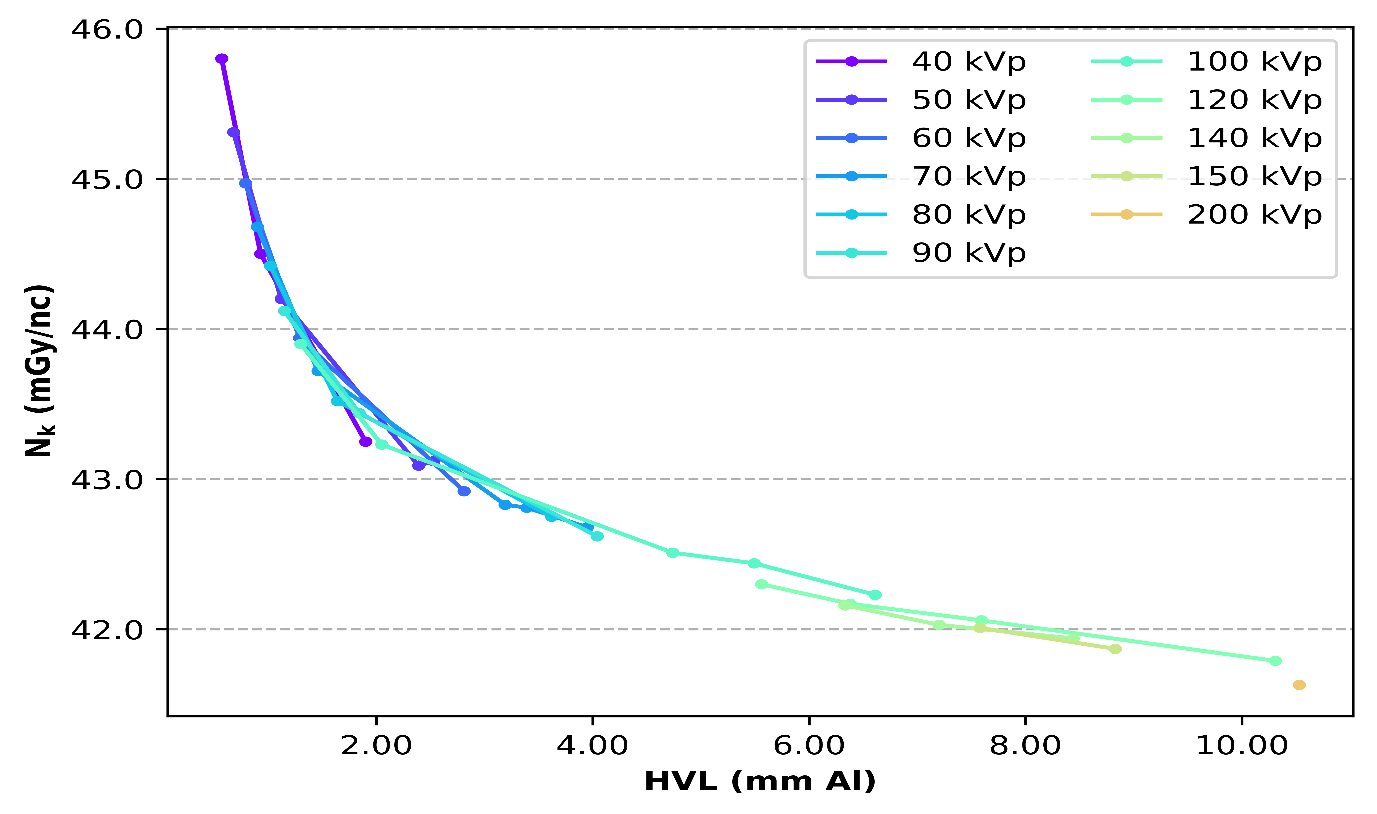 46.0
45.0
44.0
43.0
42.0
N_k (mGy/nc)
40 kVp
50 kVp
60 kVp
70 kVp
80 kVp
90 kVp
100 kVp
120 kVp
140 kVp
150 kVp
200 kVp
2.00 4.00 6.00 8.00 10.00
HVL (mm Al)